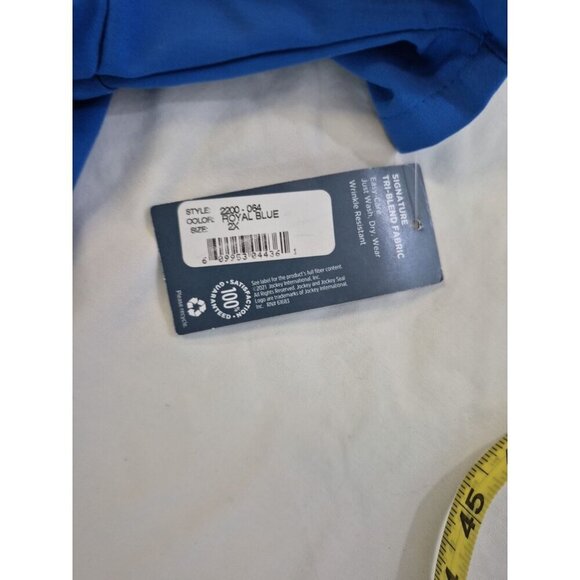 STYLE: 2200 - 064
COLOR: ROYAL BLUE
SIZE: 2X
6 09953 04436 1
SIGNATURE
TRI-BLEND FABRIC
Easy-Care
Just Wash, Dry, Wear
Wrinkle Resistant
See label for the product's full fiber content.
©2021 Jockey International, Inc.
All Rights Reserved. Jockey and Jockey Seal
Logo are trademarks of Jockey International,
Inc. RN# 61683
100%
SATISFACTION
GUARANTEED
Please recycle.
45